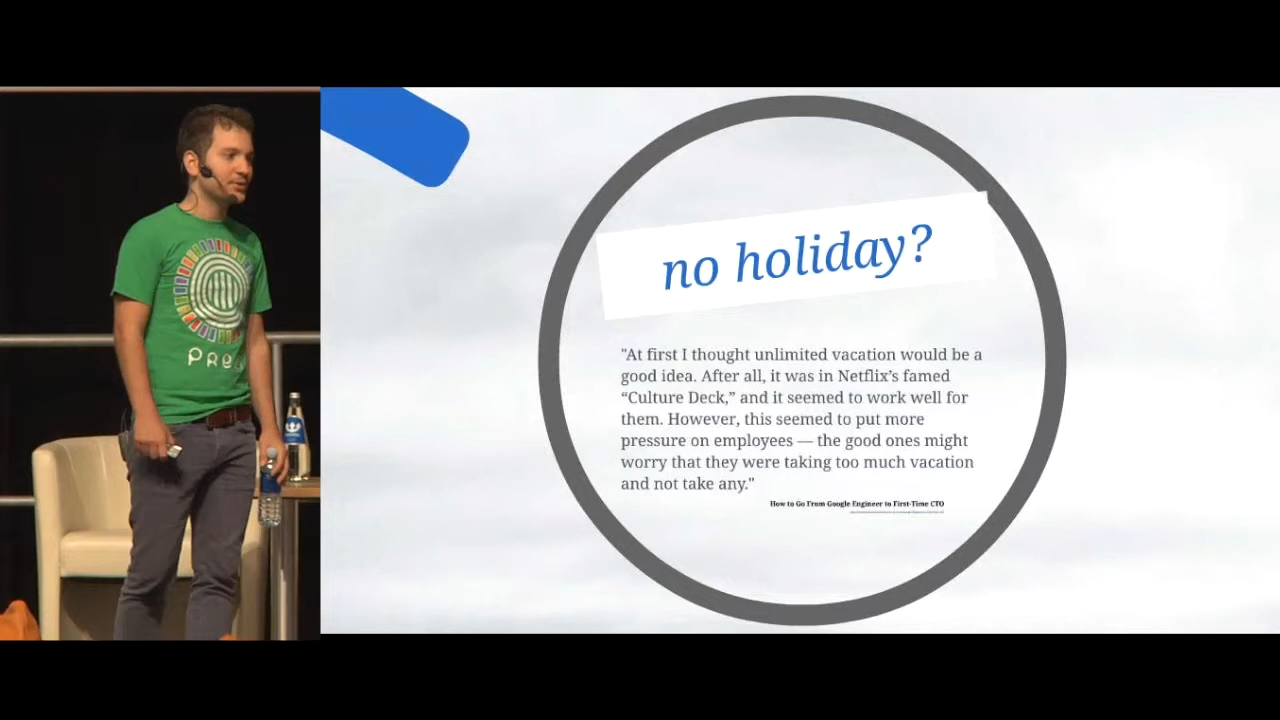 no holiday?
"At first I thought unlimited vacation would be a
good idea. After all, it was in Netflix’s famed
“Culture Deck,” and it seemed to work well for
them. However, this seemed to put more
pressure on employees — the good ones might
worry that they were taking too much vacation
and not take any."
How to Go From Google Engineer to First-Time CTO